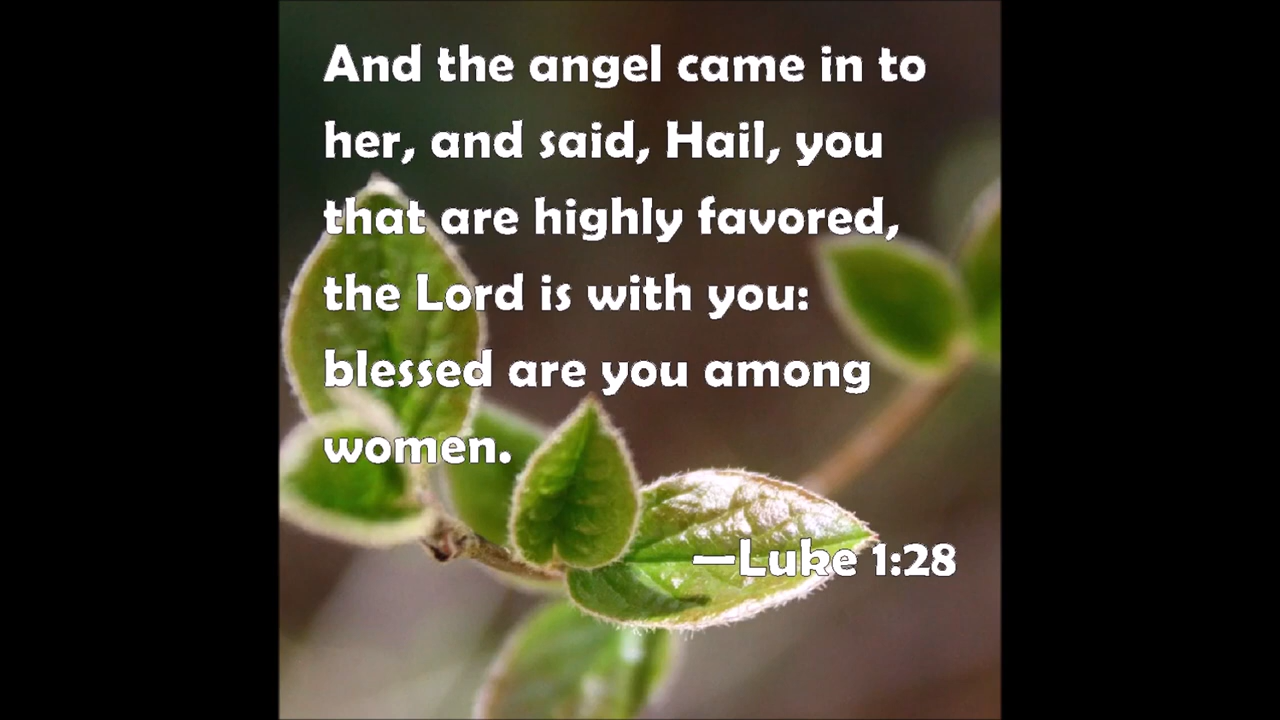 And the angel came in to
her, and said, Hail, you
that are highly favored,
the Lord is with you:
blessed are you among
women.
—Luke 1:28